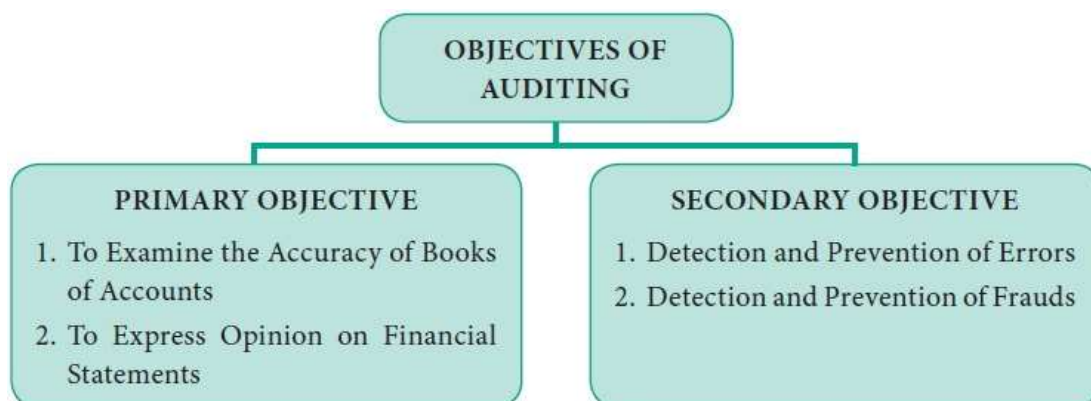 OBJECTIVES OF
AUDITING
PRIMARY OBJECTIVE
1. To Examine the Accuracy of Books
of Accounts
2. To Express Opinion on Financial
Statements
SECONDARY OBJECTIVE
1. Detection and Prevention of Errors
2. Detection and Prevention of Frauds